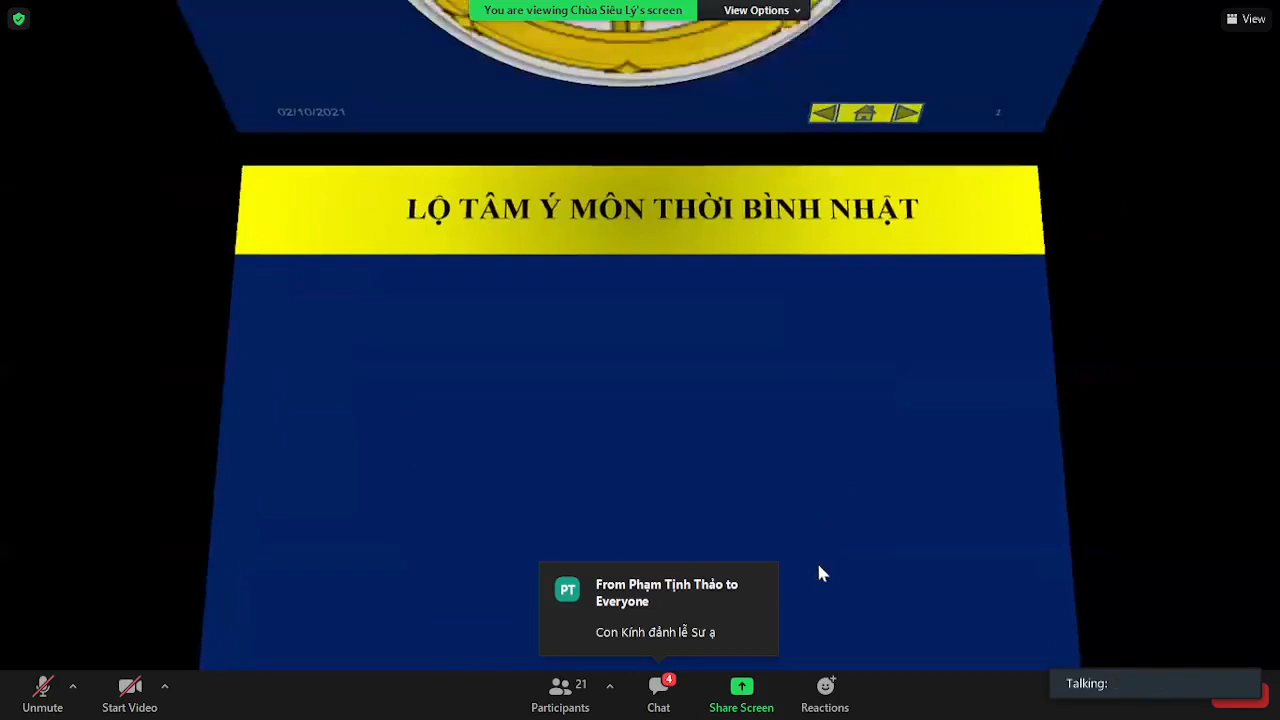 You are viewing Chùa Siêu Lý's screen
View Options
View
02/10/2021
1
LỘ TÂM Ý MÔN THỜI BÌNH NHẬT
PT
From Phạm Tịnh Thảo to
Everyone
Con Kính đảnh lễ Sư ạ
Unmute
Start Video
21
Participants
4
Chat
Share Screen
Reactions
Talking: